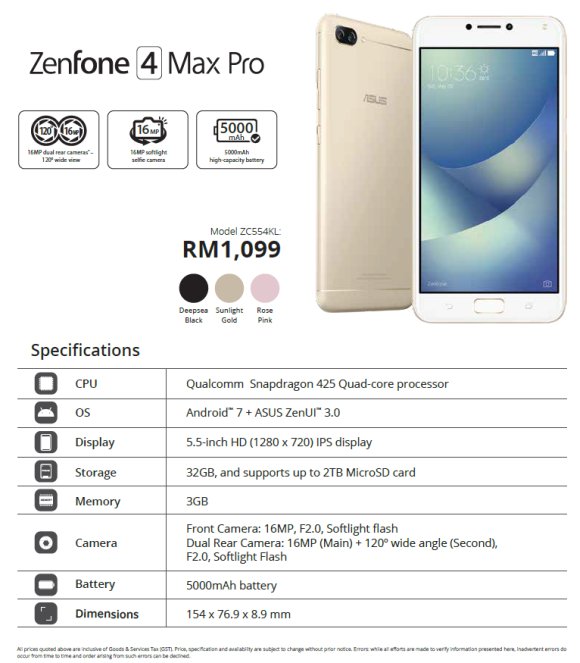 Zenfone 4 Max Pro
120° 16MP
16MP dual rear cameras~
120° wide view
16 MP
16MP softlight
selfie camera
5000
mAh
5000mAh
high-capacity battery
ASUS
4G
10:36
Zenfone
Model ZC554KL:
RM1,099
Deepsea
Black
Sunlight
Gold
Rose
Pink
Specifications
CPU Qualcomm Snapdragon 425 Quad-core processor
OS Android™ 7 + ASUS ZenUI™ 3.0
Display 5.5-inch HD (1280 x 720) IPS display
Storage 32GB, and supports up to 2TB MicroSD card
Memory 3GB
Camera Front Camera: 16MP, F2.0, Softlight flash
Dual Rear Camera: 16MP (Main) + 120° wide angle (Second),
F2.0, Softlight Flash
Battery 5000mAh battery
Dimensions 154 x 76.9 x 8.9 mm
All prices quoted above are inclusive of Goods & Services Tax (GST). Price, specification and availability are subject to change without prior notice. Errors: while all efforts are made to verify information presented here, inadvertent errors do
occur from time to time and order arising from such errors can be declined.